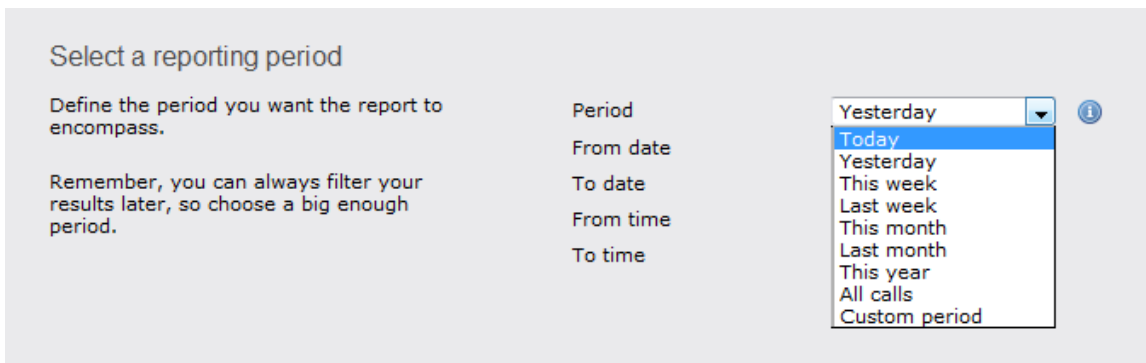 Select a reporting period
Define the period you want the report to
encompass.
Remember, you can always filter your
results later, so choose a big enough
period.
Period
From date
To date
From time
To time
Yesterday
Today
Yesterday
This week
Last week
This month
Last month
This year
All calls
Custom period